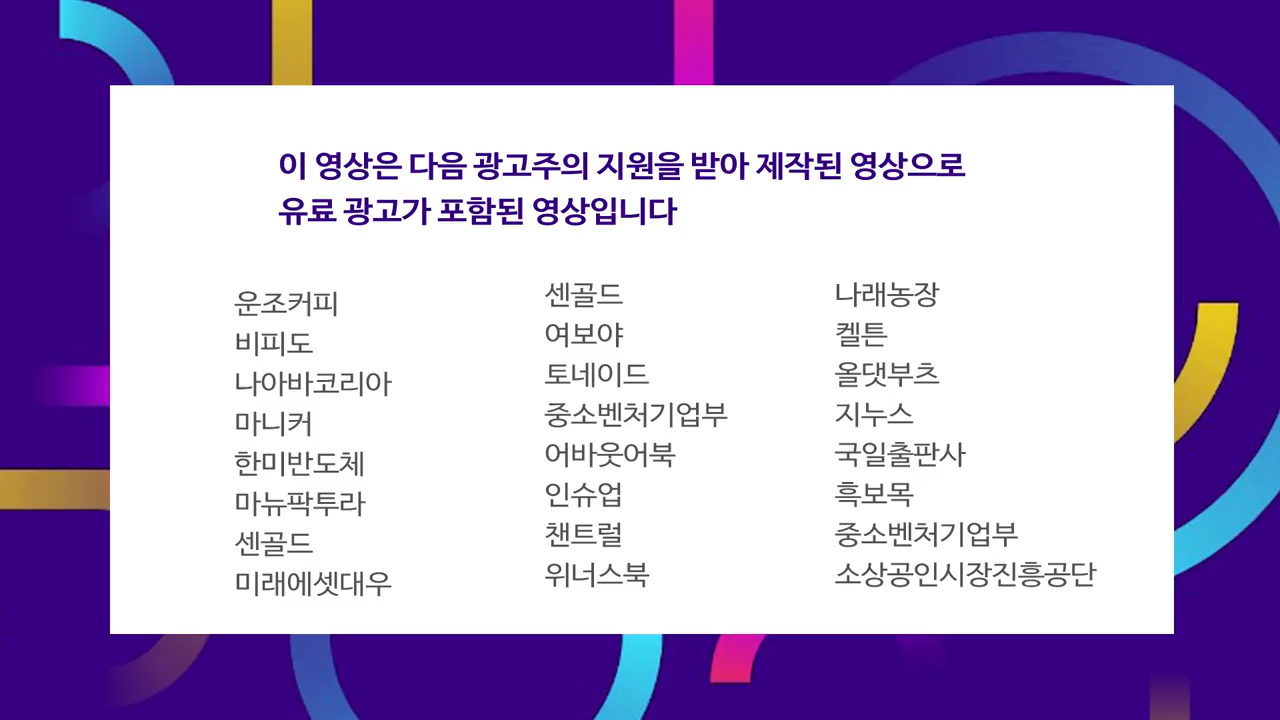 이 영상은 다음 광고주의 지원을 받아 제작된 영상으로
유료 광고가 포함된 영상입니다
운조커피
비피도
나아바코리아
마니커
한미반도체
마뉴팍투라
센골드
미래에셋대우
센골드
여보야
토네이드
중소벤처기업부
어바웃어북
인슈업
챈트럴
위너스북
나래농장
켈튼
올댓부츠
지누스
국일출판사
흑보목
중소벤처기업부
소상공인시장진흥공단